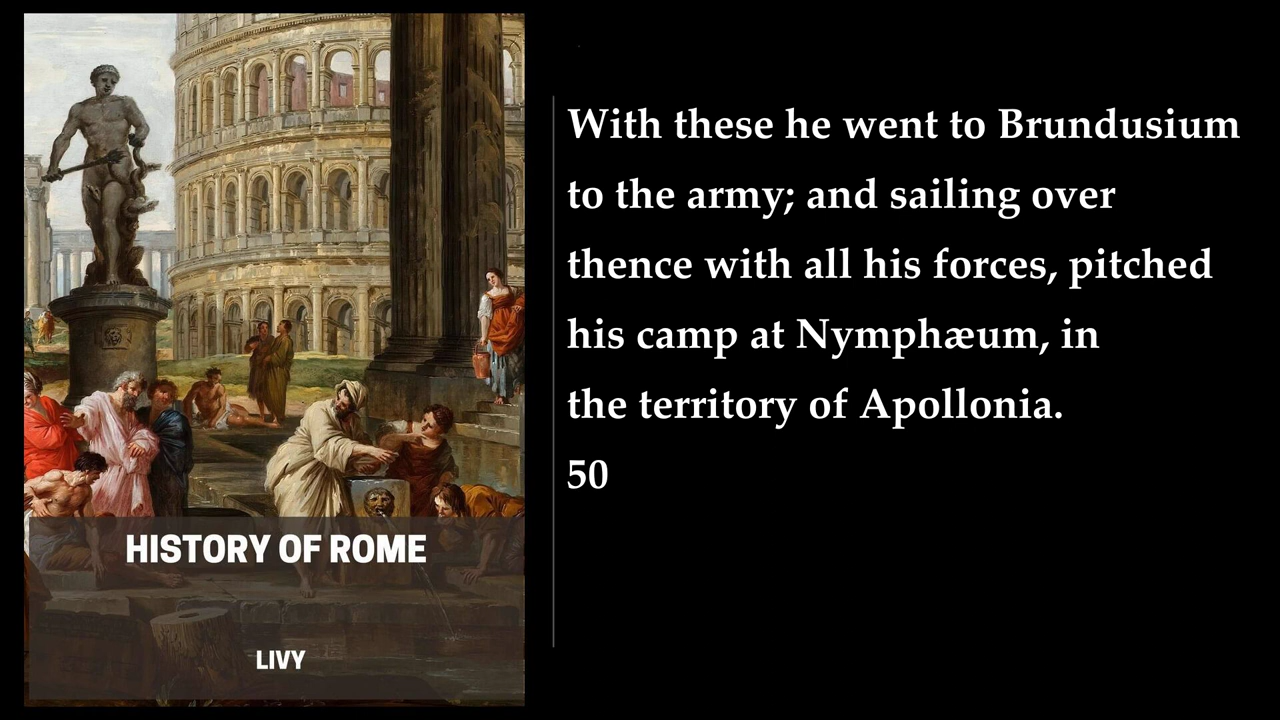 With these he went to Brundusium
to the army; and sailing over
thence with all his forces, pitched
his camp at Nymphæum, in
the territory of Apollonia.
50
HISTORY OF ROME
LIVY